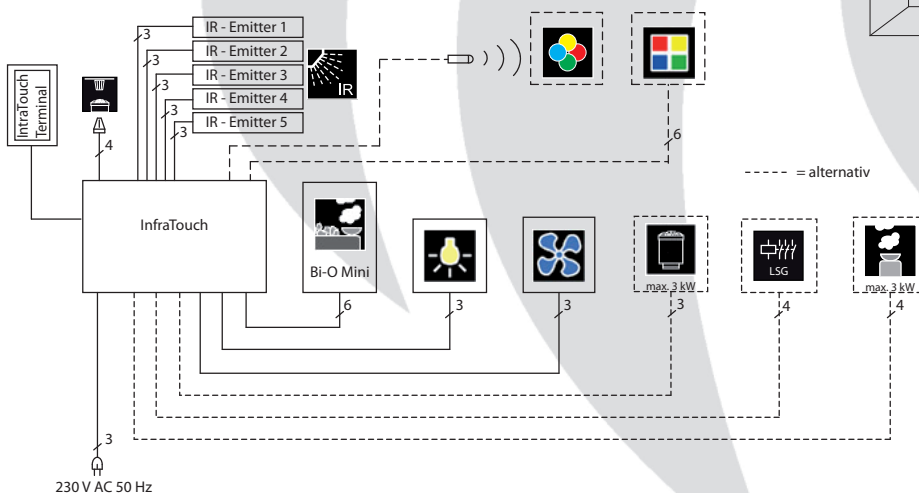 3
IR - Emitter 1
3
IR - Emitter 2
3
IR - Emitter 3
3
IR - Emitter 4
3
IR - Emitter 5
IR
IntraTouch
Terminal
4
6
= alternativ
InfraTouch
Bi-O Mini
max. 3 kW
LSG
max. 3 kW
6
3
3
3
4
4
3
230 V AC 50 Hz